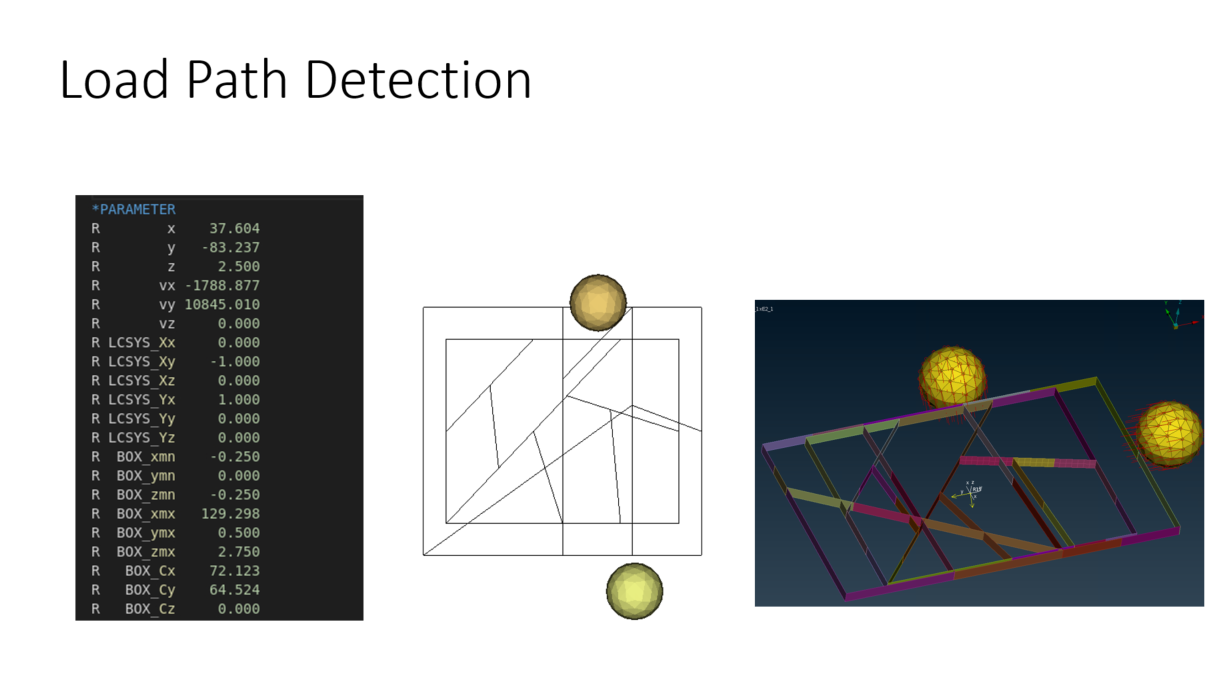 Load Path Detection
*PARAMETER
R x 37.604
R y -83.237
R z 2.500
R vx -1788.877
R vy 10845.010
R vz 0.000
R LCSYS_Xx 0.000
R LCSYS_Xy -1.000
R LCSYS_Xz 0.000
R LCSYS_Yx 1.000
R LCSYS_Yy 0.000
R LCSYS_Yz 0.000
R BOX_xmn -0.250
R BOX_ymn 0.000
R BOX_zmn -0.250
R BOX_xmx 129.298
R BOX_ymx 0.500
R BOX_zmx 2.750
R BOX_Cx 72.123
R BOX_Cy 64.524
R BOX_Cz 0.000